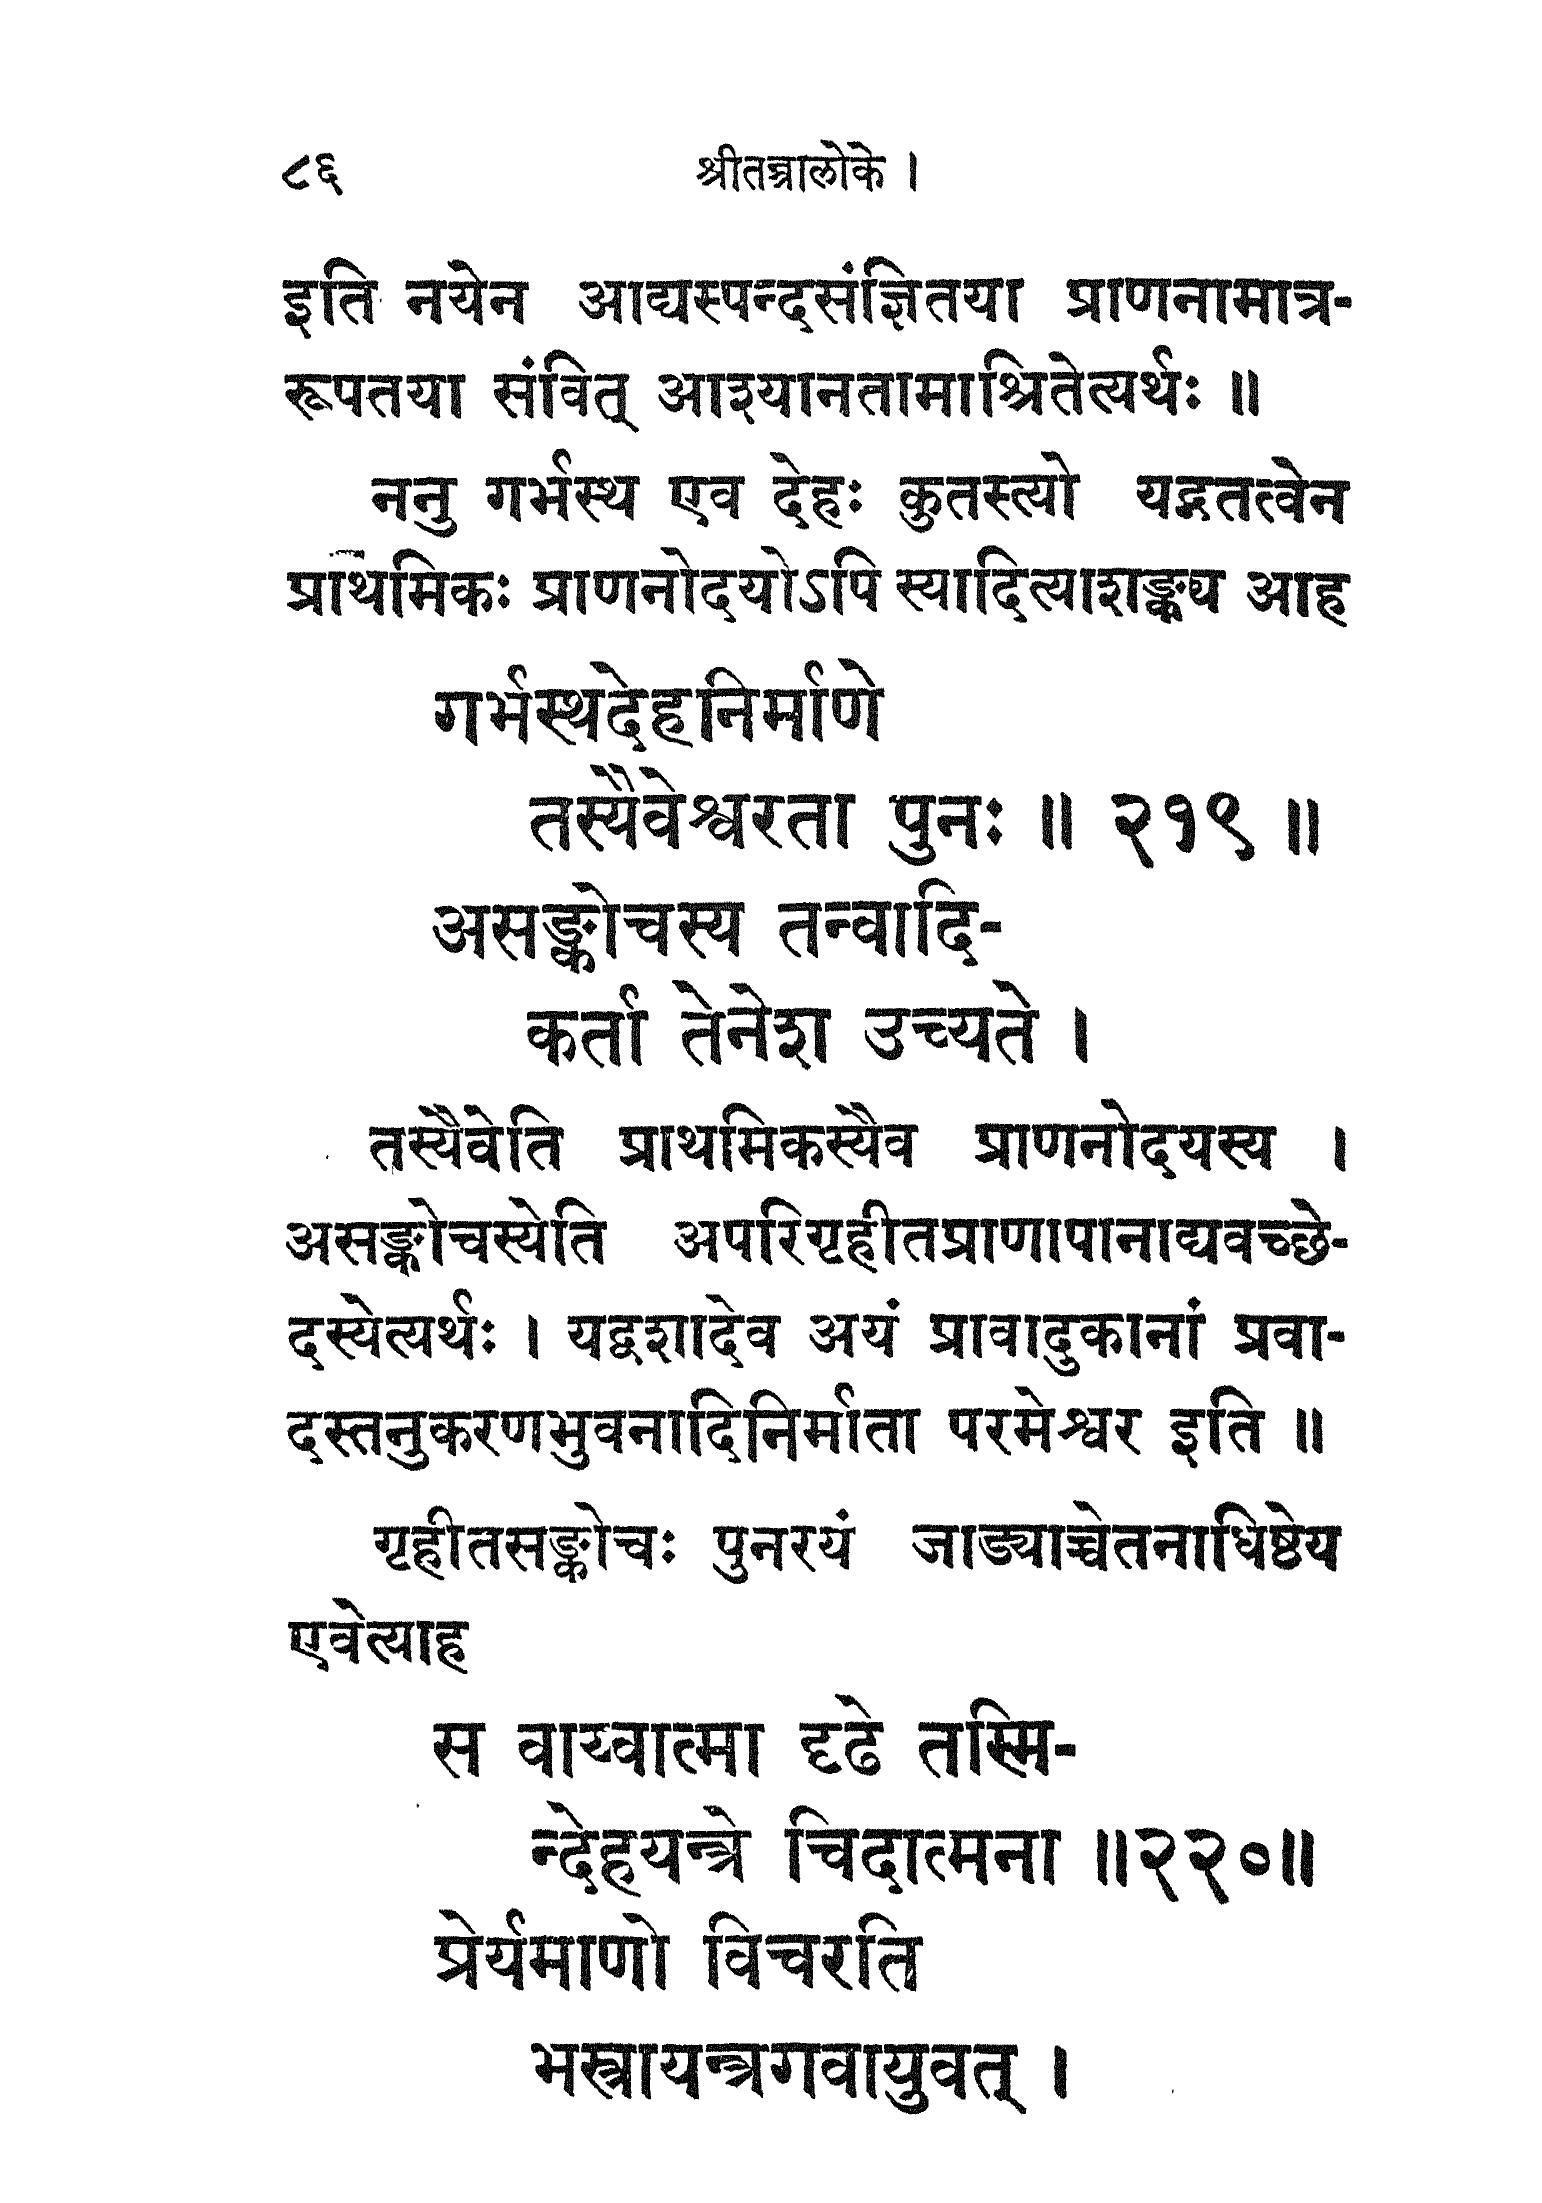 ८६ श्रीतन्त्रालोके ।
इति नयेन आद्यस्पन्दसंज्ञितया प्राणनामात्र-
रूपतया संवित् आश्यानतामाश्रितेत्यर्थः ॥
ननु गर्भस्थ एव देहः कुतस्त्यो यद्गतत्वेन
प्राथमिकः प्राणनोदयोऽपि स्यादित्याशङ्क्य आह
गर्भस्थदेहनिर्माणे
तस्यैवेश्वरता पुनः ॥ २१९ ॥
असङ्कोचस्य तन्वादि-
कर्ता तेनेश उच्यते ।
तस्यैवेति प्राथमिकस्यैव प्राणनोदयस्य ।
असङ्कोचस्येति अपरिगृहीतप्राणापानाद्यवच्छे-
दस्येत्यर्थः । यद्वशादेव अयं प्रावादुकानां प्रवा-
दस्तनुकरणभुवनादिनिर्माता परमेश्वर इति ॥
गृहीतसङ्कोचः पुनरयं जाड्याच्चेतनाधिष्ठेय
एवेत्याह
स वाय्वात्मा दृढे तस्मि-
न्देहयन्त्रे चिदात्मना ॥२२०॥
प्रेर्यमाणो विचरति
भस्त्रायन्त्रगवायुवत् ।